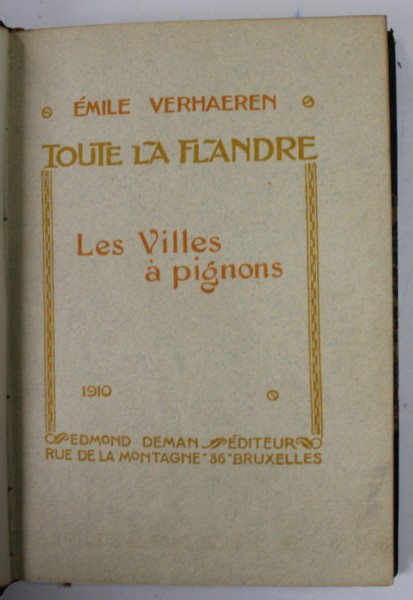 ÉMILE VERHAEREN
TOUTE LA FLANDRE
Les Villes
à pignons
1910
EDMOND DEMAN ÉDITEUR
RUE DE LA MONTAGNE "86" BRUXELLES